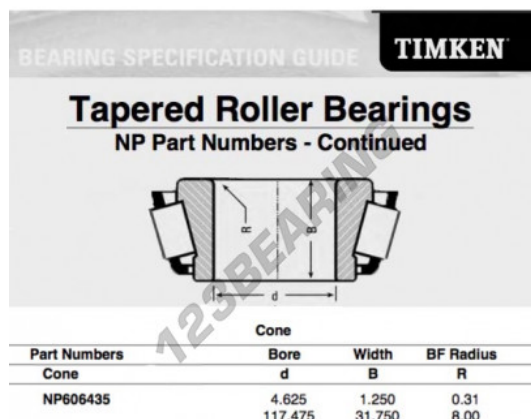 BEARING SPECIFICATION GUIDE
TIMKEN
Tapered Roller Bearings
NP Part Numbers - Continued
R
B
d
123BEARING
Cone
Part Numbers Bore Width BF Radius
Cone d B R
NP606435 4.625 1.250 0.31
117.475 31.750 8.00